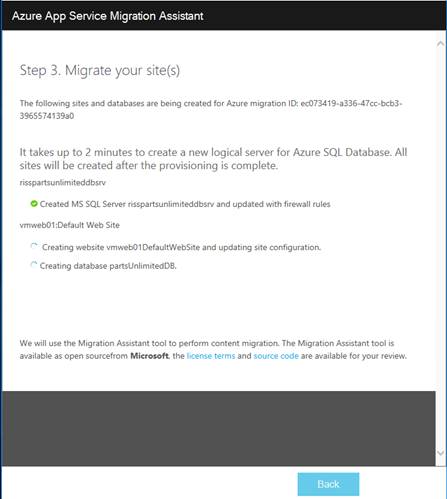 Azure App Service Migration Assistant
Step 3. Migrate your site(s)
The following sites and databases are being created for Azure migration ID: ec073419-a336-47cc-bcb3-
3965574139a0
It takes up to 2 minutes to create a new logical server for Azure SQL Database. All
sites will be created after the provisioning is complete.
risspartsunlimiteddbsrv
Created MS SQL Server risspartsunlimiteddbsrv and updated with firewall rules
vmweb01:Default Web Site
Creating website vmweb01DefaultWebSite and updating site configuration.
Creating database partsUnlimitedDB.
We will use the Migration Assistant tool to perform content migration. The Migration Assistant tool is
available as open sourcefrom Microsoft, the license terms and source code are available for your review.
Back